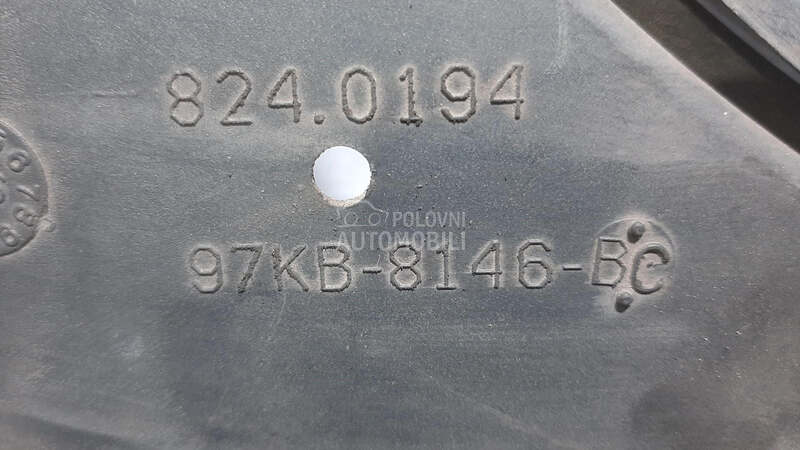 824.0194
POLOVNI
AUTOMOBILI
97KB-8146-BC